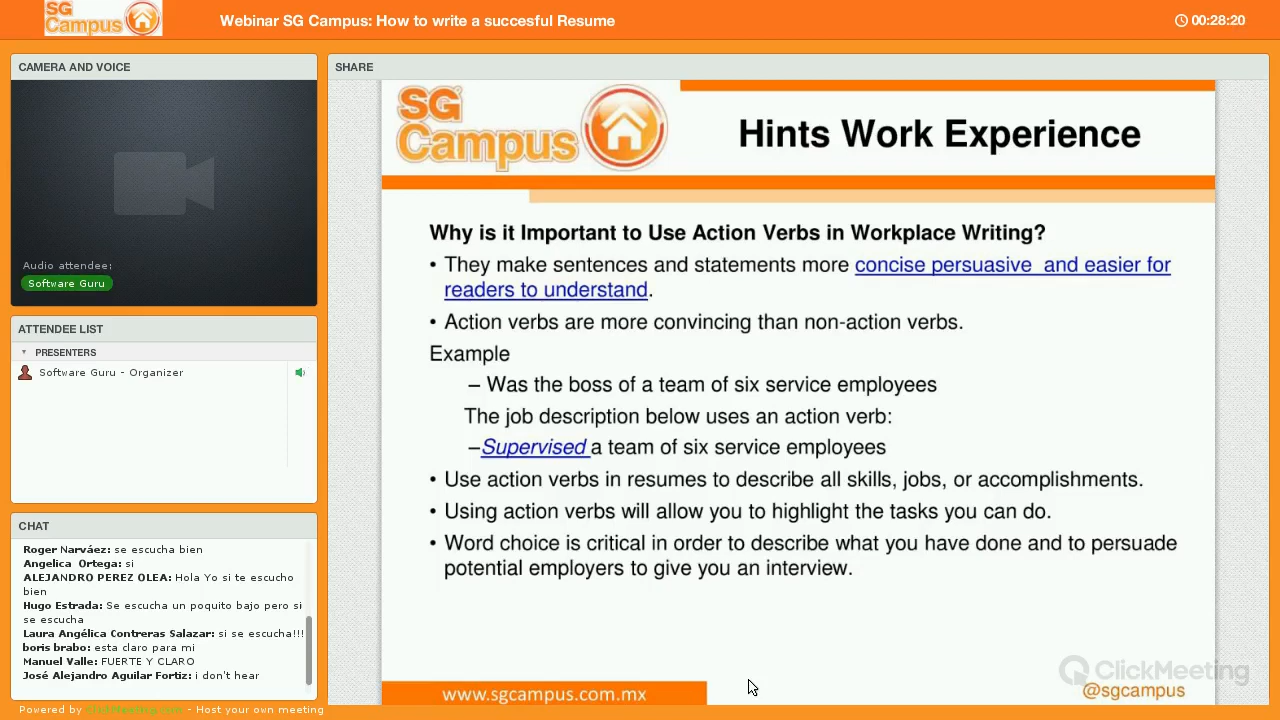 SG Campus
Webinar SG Campus: How to write a succesful Resume
00:28:20
CAMERA AND VOICE
Audio attendee:
Software Guru
ATTENDEE LIST
PRESENTERS
Software Guru - Organizer
CHAT
Roger Narváez: se escucha bien
Angelica Ortega: si
ALEJANDRO PEREZ OLEA: Hola Yo si te escucho
bien
Hugo Estrada: Se escucha un poquito bajo pero si
se escucha
Laura Angélica Contreras Salazar: si se escucha!!!
boris brabo: esta claro para mi
Manuel Valle: FUERTE Y CLARO
José Alejandro Aguilar Fortiz: i don't hear
Powered by ClickMeeting.com - Host your own meeting
SHARE
SG
Campus
Hints Work Experience
Why is it Important to Use Action Verbs in Workplace Writing?
• They make sentences and statements more concise persuasive and easier for
readers to understand.
• Action verbs are more convincing than non-action verbs.
Example
– Was the boss of a team of six service employees
The job description below uses an action verb:
–Supervised a team of six service employees
• Use action verbs in resumes to describe all skills, jobs, or accomplishments.
• Using action verbs will allow you to highlight the tasks you can do.
• Word choice is critical in order to describe what you have done and to persuade
potential employers to give you an interview.
www.sgcampus.com.mx
ClickMeeting
@sgcampus